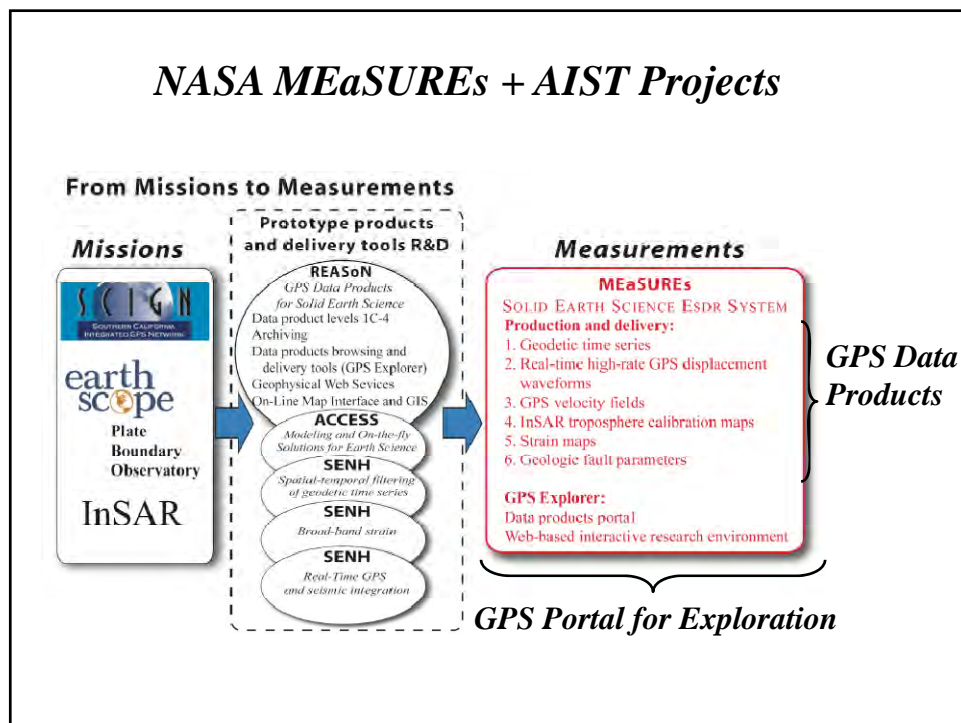 NASA MEaSUREs + AIST Projects
From Missions to Measurements
Missions
SCIGN
SOUTHERN CALIFORNIA
INTEGRATED GPS NETWORK
earth
scope
Plate
Boundary
Observatory
InSAR
Prototype products
and delivery tools R&D
REASoN
GPS Data Products
for Solid Earth Science
Data product levels 1C-4
Archiving
Data products browsing and
delivery tools (GPS Explorer)
Geophysical Web Sevices
On-Line Map Interface and GIS
ACCESS
Modeling and On-the-fly
Solutions for Earth Science
SENH
Spatial-temporal filtering
of geodetic time series
SENH
Broad-band strain
SENH
Real-Time GPS
and seismic integration
Measurements
MEaSUREs
SOLID EARTH SCIENCE ESDR SYSTEM
Production and delivery:
1. Geodetic time series
2. Real-time high-rate GPS displacement
waveforms
3. GPS velocity fields
4. InSAR troposphere calibration maps
5. Strain maps
6. Geologic fault parameters
GPS Explorer:
Data products portal
Web-based interactive research environment
GPS Data
Products
GPS Portal for Exploration